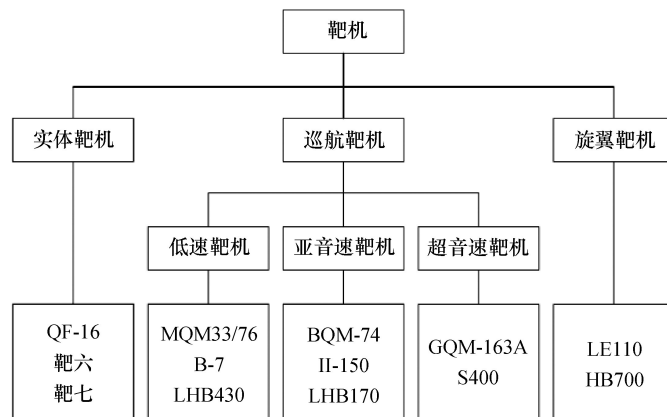 靶机
实体靶机
巡航靶机
旋翼靶机
低速靶机
亚音速靶机
超音速靶机
QF-16
靶六
靶七
MQM33/76
B-7
LHB430
BQM-74
II-150
LHB170
GQM-163A
S400
LE110
HB700